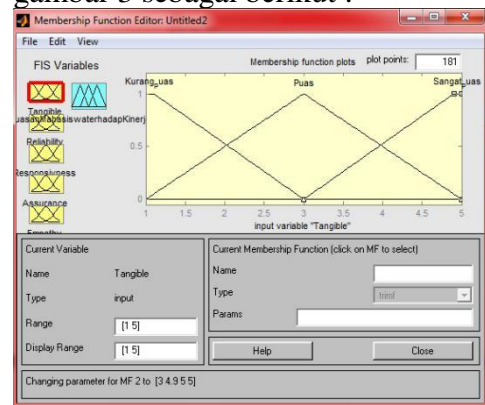 gambar 3 sebagai berikut :
Membership Function Editor: Untitled2
File Edit View
FIS Variables
Membership function plots plot points: 181
Kurang_puas Puas Sangat_puas
Tangible
uasanMahasiswaterhadapKinerj
Reliability
Responsivness
Assurance
Empathy
1
0.5
0
1 1.5 2 2.5 3 3.5 4 4.5 5
input variable "Tangible"
Current Variable
Name Tangible
Type input
Range [1 5]
Display Range [1 5]
Current Membership Function (click on MF to select)
Name
Type trimf
Params
Help Close
Changing parameter for MF 2 to [3 4.9 5 5]